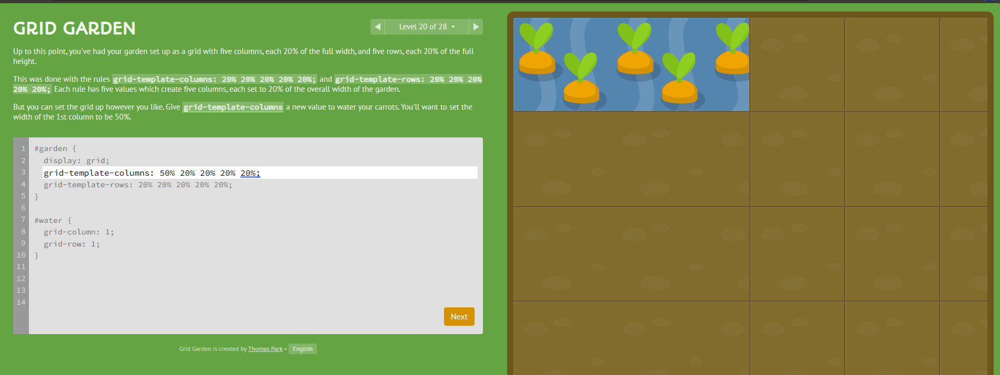 GRID GARDEN
Level 20 of 28
Up to this point, you've had your garden set up as a grid with five columns, each 20% of the full width, and five rows, each 20% of the full
height.
This was done with the rules grid-template-columns: 20% 20% 20% 20% 20%; and grid-template-rows: 20% 20% 20%
20% 20%; Each rule has five values which create five columns, each set to 20% of the overall width of the garden.
But you can set the grid up however you like. Give grid-template-columns a new value to water your carrots. You'll want to set the
width of the 1st column to be 50%.
1 #garden {
2 display: grid;
3 grid-template-columns: 50% 20% 20% 20% 20%;
4 grid-template-rows: 20% 20% 20% 20% 20%;
5 }
6
7 #water {
8 grid-column: 1;
9 grid-row: 1;
10 }
11
12
13
14
Next
Grid Garden is created by Thomas Park • English